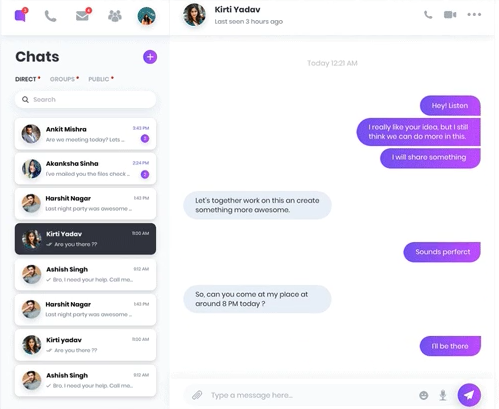 Chats
DIRECT GROUPS PUBLIC
Search
Ankit Mishra 3:40 PM
Are we meeting today? Lets ...
Akanksha Sinha 3:24 PM
I've mailed you the files check...
Harshit Nagar 1:40 PM
Last night party was awesome ..
Kirti Yadav 11:00 AM
Are you there ??
Ashish Singh 9:12 AM
Bro, I need your help. Call me...
Harshit Nagar 1:40 PM
Last night party was awesome ..
Kirti yadav 11:00 AM
Are you there ??
Ashish Singh 9:12 AM
Bro, I need your help. Call me...
Kirti Yadav
Last seen 3 hours ago
Today 12:21 AM
Hey! Listen
I really like your idea, but I still
think we can do more in this.
I will share something
Let's together work on this an create
something more awesome.
Sounds perferct
So, can you come at my place at
around 8 PM today ?
I'll be there
Type a message here...